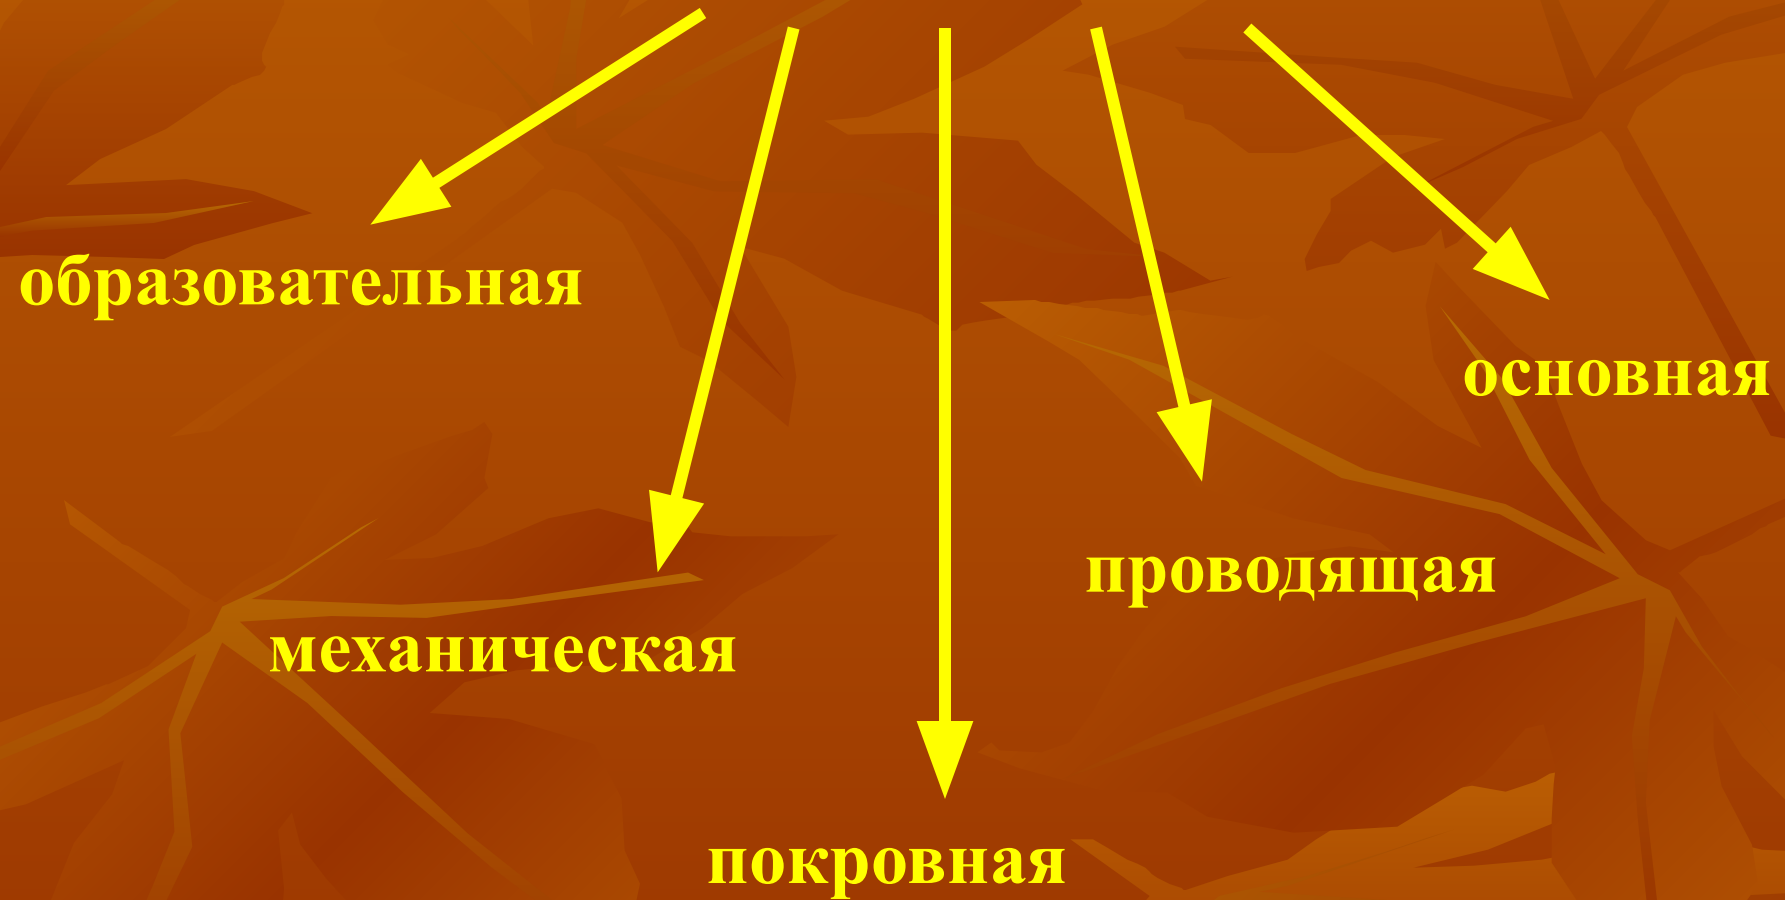 образовательная
основная
проводящая
механическая
покровная